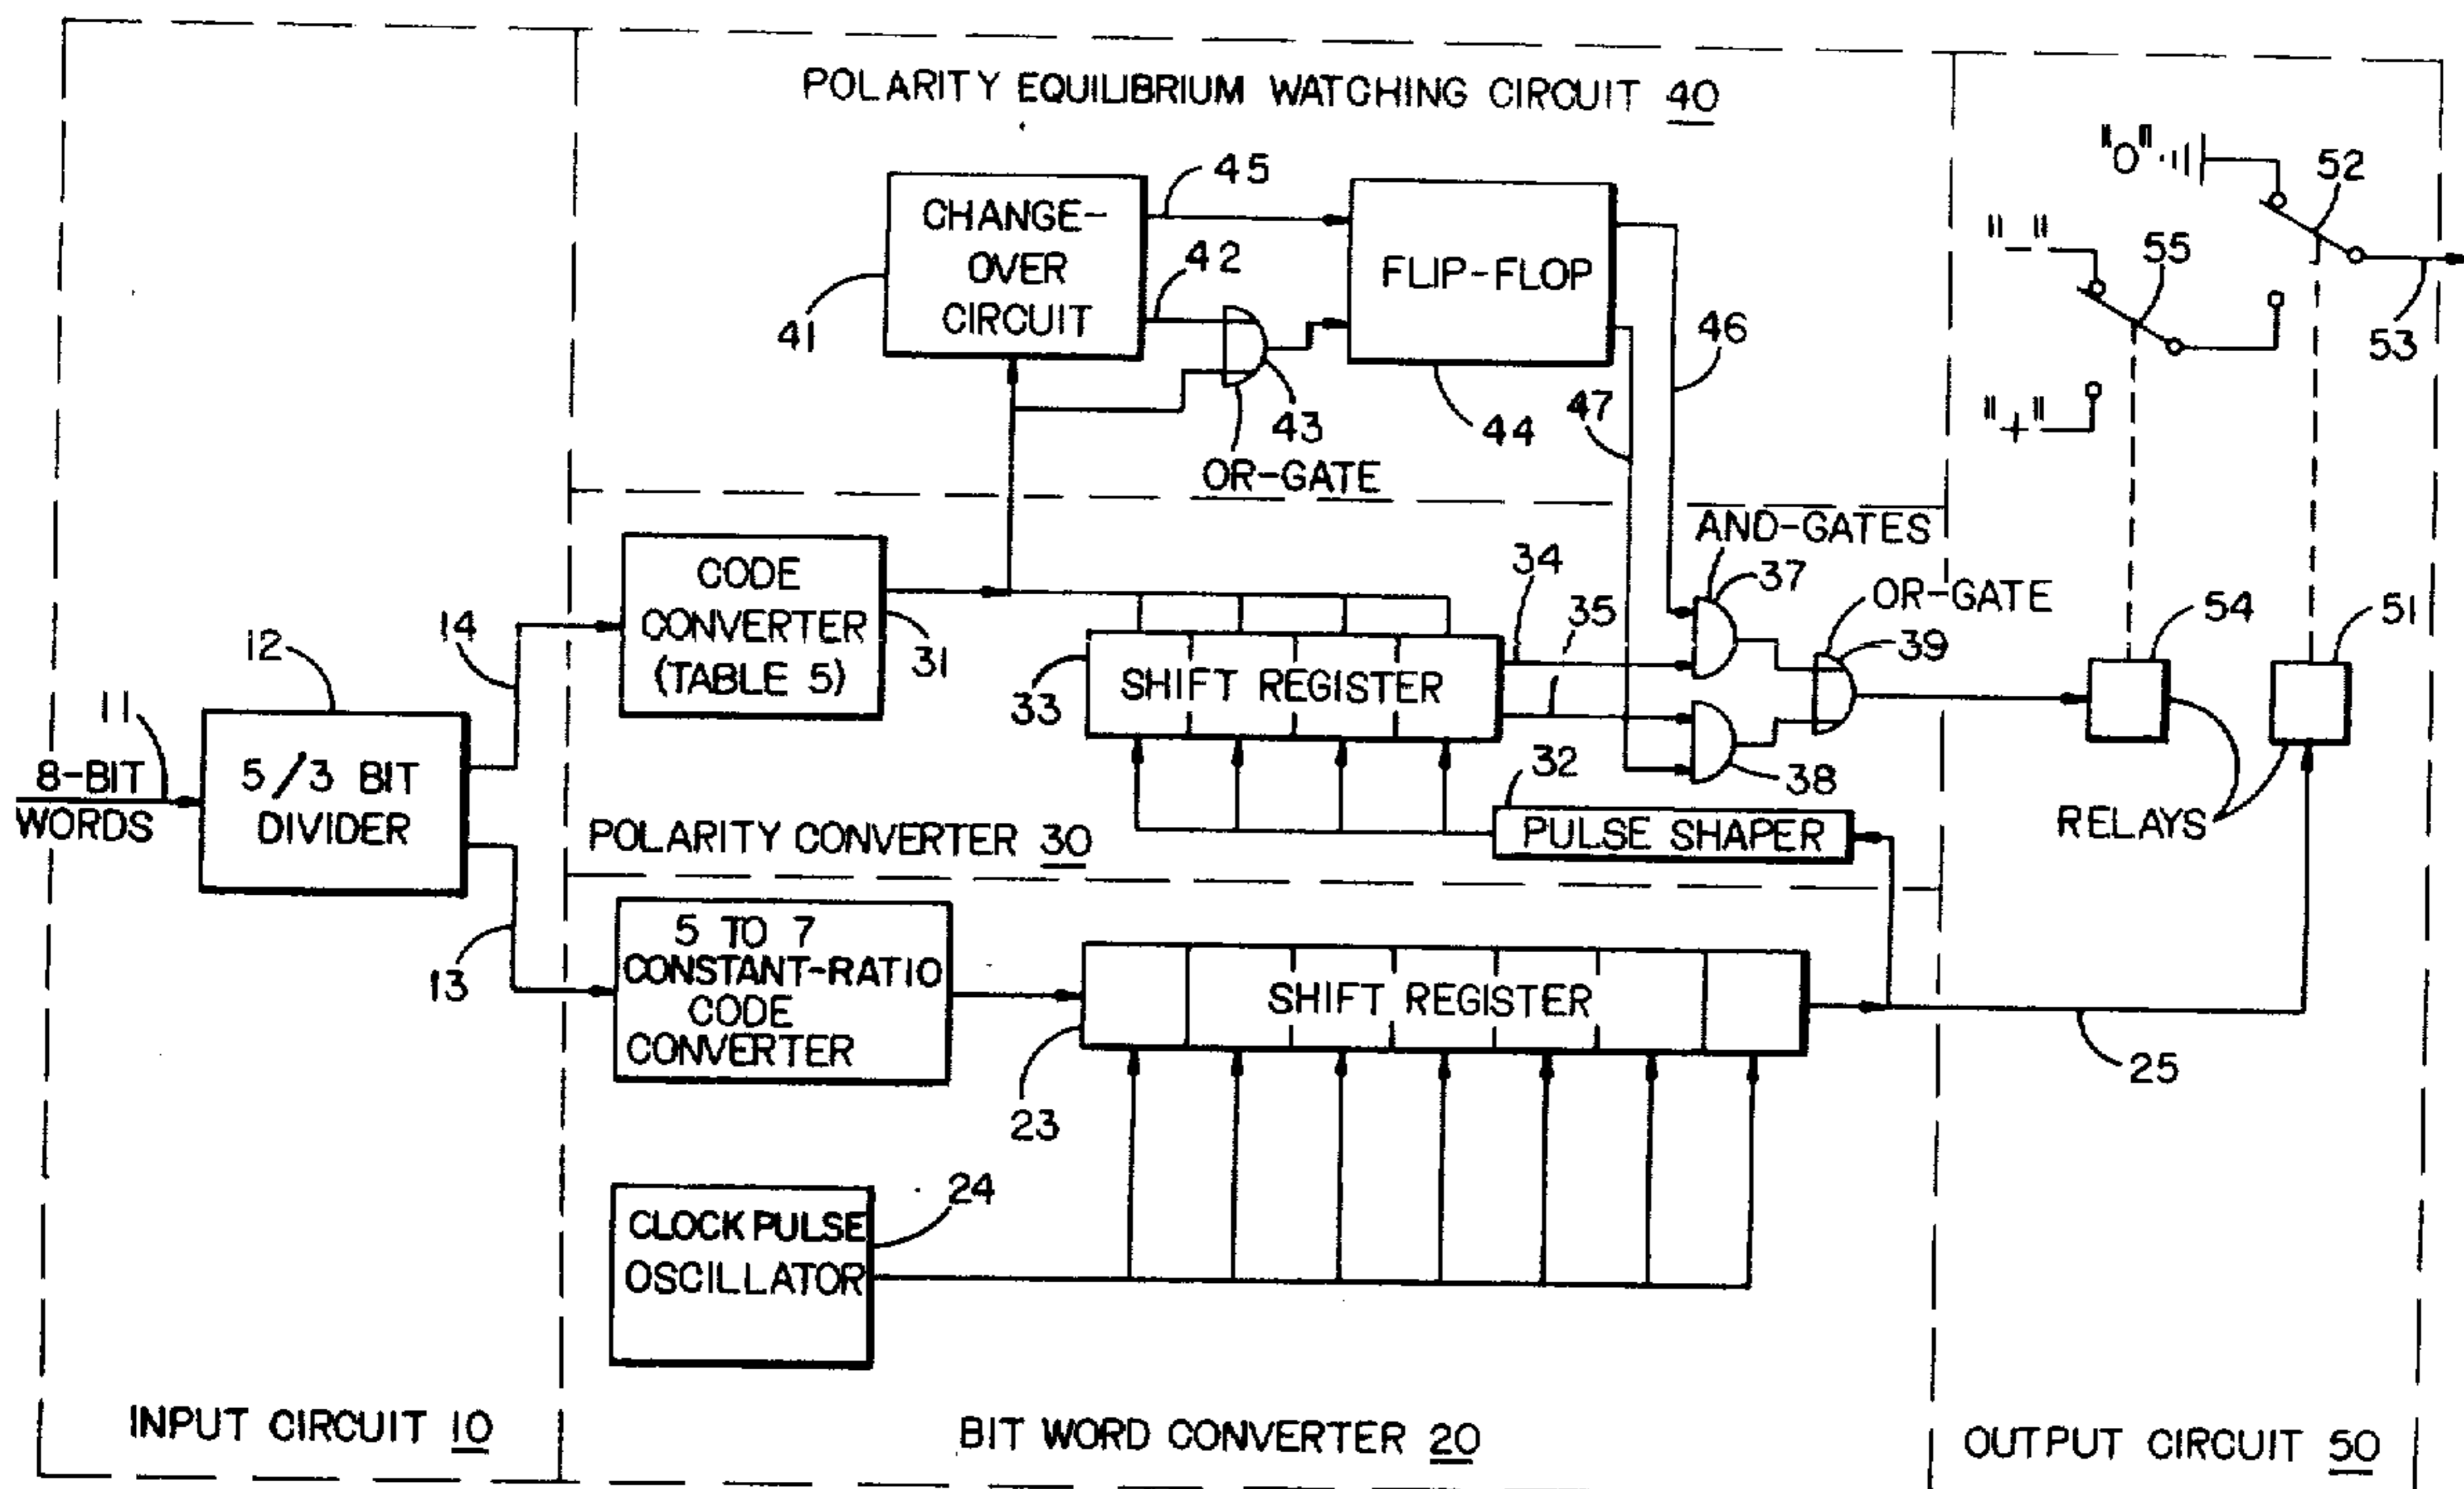 POLARITY EQUILIBRIUM WATCHING CIRCUIT 40
"0"
52
45
CHANGE-
OVER
CIRCUIT
42
FLIP-FLOP
"-"
55
41
46
53
43
44
47
"+"
OR-GATE
AND-GATES
CODE
CONVERTER
(TABLE 5)
34
37
OR-GATE
14
31
35
39
54
51
12
33
SHIFT REGISTER
11
8-BIT
WORDS
5/3 BIT
DIVIDER
32
38
RELAYS
POLARITY CONVERTER 30
PULSE SHAPER
13
5 TO 7
CONSTANT-RATIO
CODE
CONVERTER
SHIFT REGISTER
23
25
24
CLOCK PULSE
OSCILLATOR
INPUT CIRCUIT 10
BIT WORD CONVERTER 20
OUTPUT CIRCUIT 50